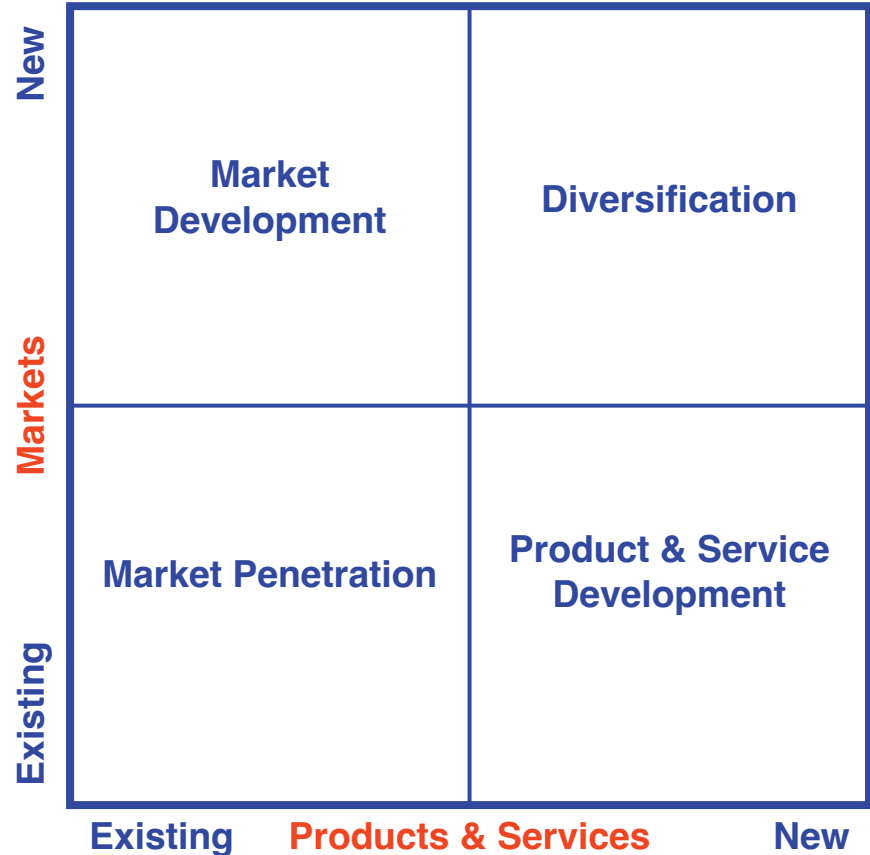 New
Market
Development
Diversification
Markets
Market Penetration
Product & Service
Development
Existing
Existing
Products & Services
New